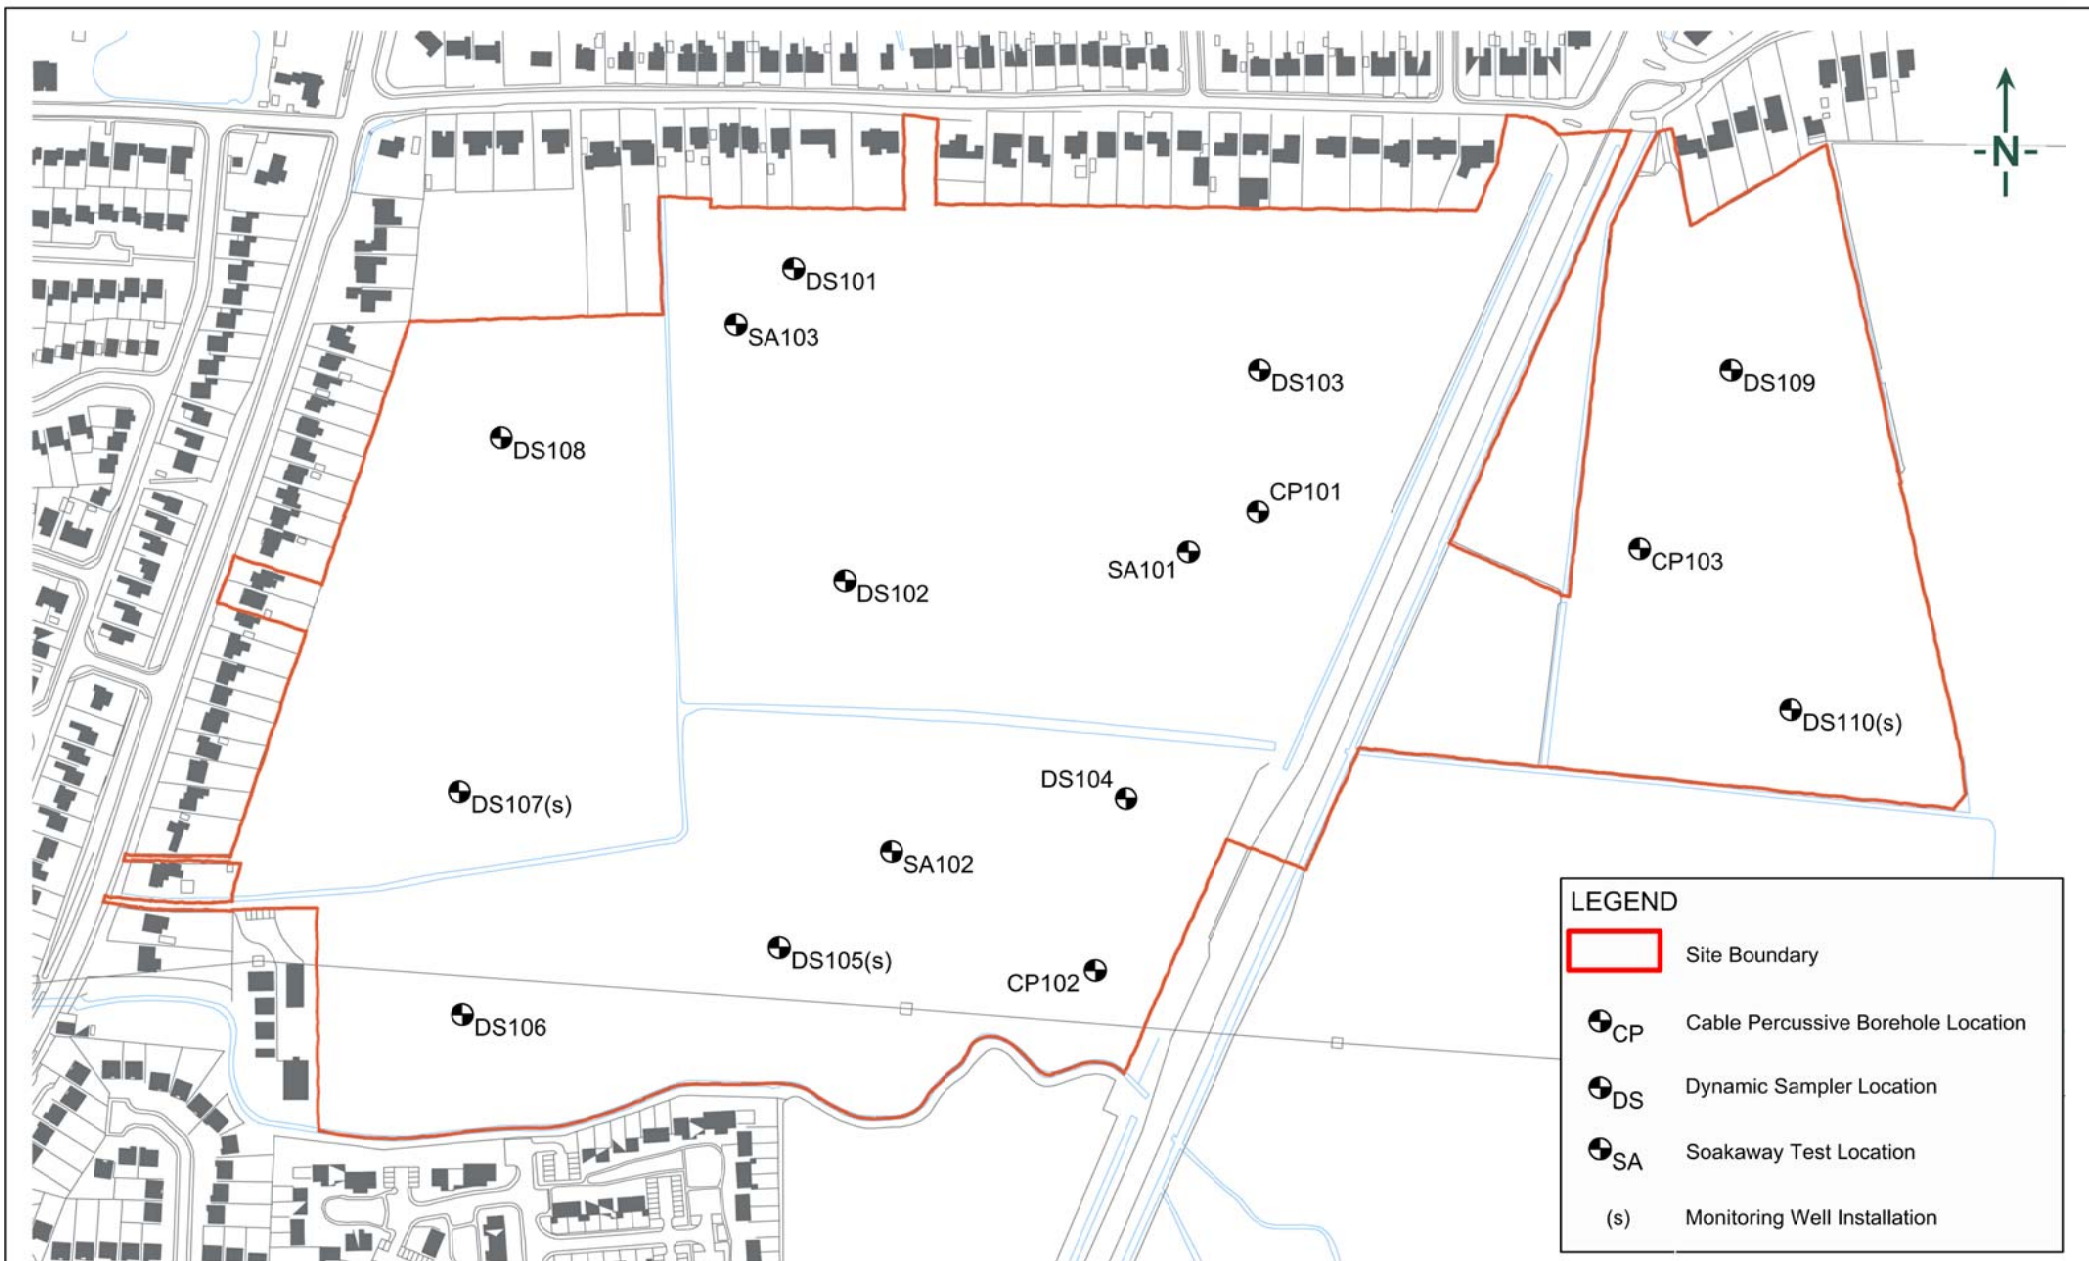 -N-
DS101
SA103
DS103
DS109
DS108
CP101
SA101
CP103
DS102
DS110(s)
DS104
DS107(s)
SA102
DS105(s)
CP102
DS106
LEGEND
Site Boundary
CP Cable Percussive Borehole Location
DS Dynamic Sampler Location
SA Soakaway Test Location
(s) Monitoring Well Installation